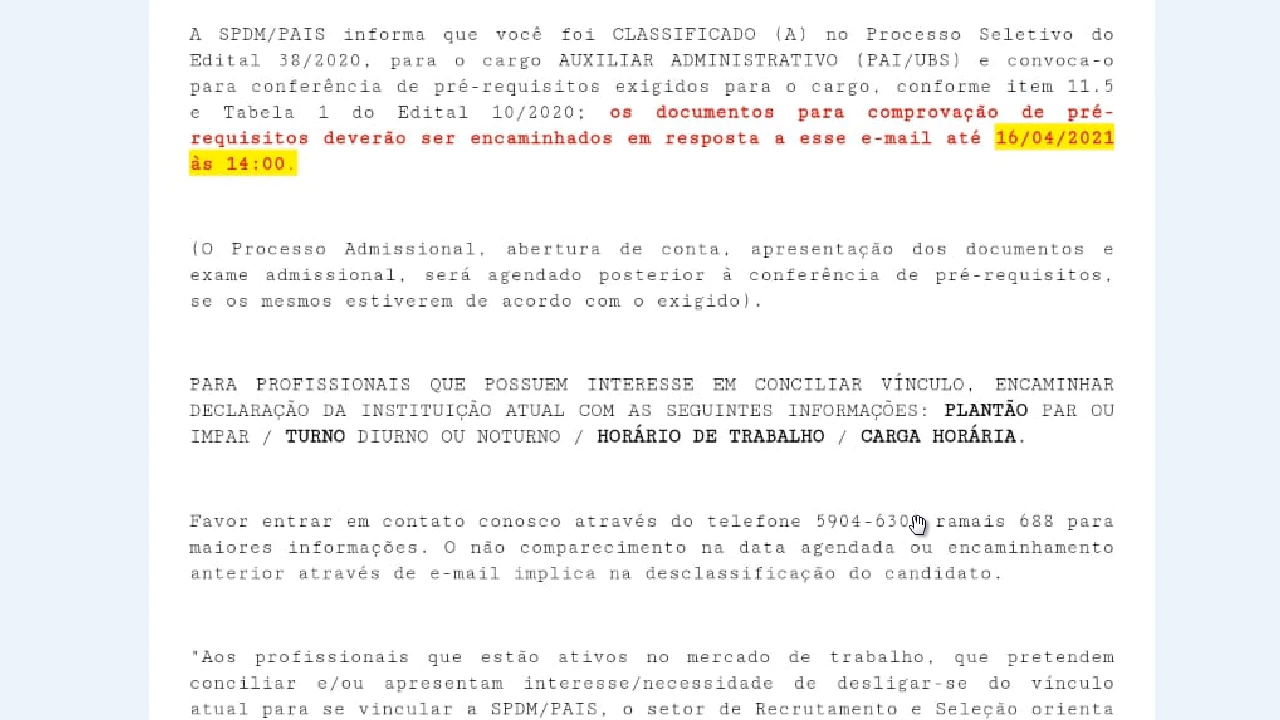 A SPDM/PAIS informa que você foi CLASSIFICADO (A) no Processo Seletivo do
Edital 38/2020, para o cargo AUXILIAR ADMINISTRATIVO (PAI/UBS) e convoca-o
para conferência de pré-requisitos exigidos para o cargo, conforme item 11.5
e Tabela 1 do Edital 10/2020; os documentos para comprovação de pré-
requisitos deverão ser encaminhados em resposta a esse e-mail até 16/04/2021
às 14:00.
(O Processo Admissional, abertura de conta, apresentação dos documentos e
exame admissional, será agendado posterior à conferência de pré-requisitos,
se os mesmos estiverem de acordo com o exigido).
PARA PROFISSIONAIS QUE POSSUEM INTERESSE EM CONCILIAR VÍNCULO, ENCAMINHAR
DECLARAÇÃO DA INSTITUIÇÃO ATUAL COM AS SEGUINTES INFORMAÇÕES: PLANTÃO PAR OU
IMPAR / TURNO DIURNO OU NOTURNO / HORÁRIO DE TRABALHO / CARGA HORÁRIA.
Favor entrar em contato conosco através do telefone ramais 688 para
maiores informações. O não comparecimento na data agendada ou encaminhamento
anterior através de e-mail implica na desclassificação do candidato.
"Aos profissionais que estão ativos no mercado de trabalho, que pretendem
conciliar e/ou apresentam interesse/necessidade de desligar-se do vínculo
atual para se vincular a SPDM/PAIS, o setor de Recrutamento e Seleção orienta